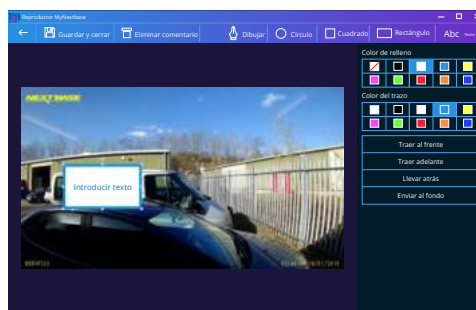 Reproductor MyNextbase
Guardar y cerrar
Eliminar comentario
Dibujar
Círculo
Cuadrado
Rectángulo
Abc Texto
Color de relleno
NEXTBASE
Color del trazo
Traer al frente
Traer adelante
Introducir texto
Llevar atrás
Enviar al fondo